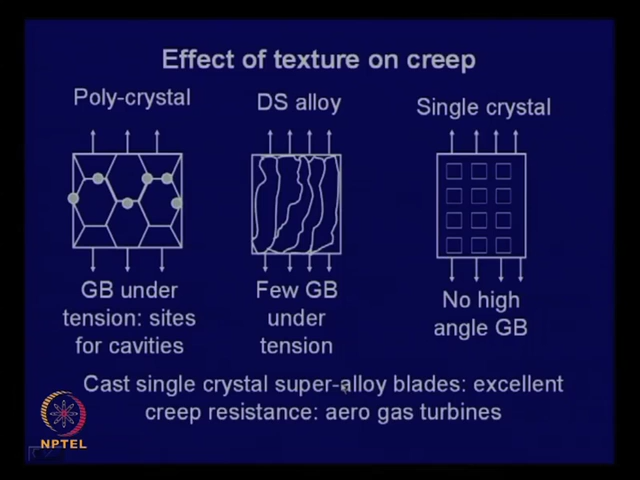 Effect of texture on creep
Poly-crystal
DS alloy
Single crystal
GB under
tension: sites
for cavities
Few GB
under
tension
No high
angle GB
Cast single crystal super-alloy blades: excellent
creep resistance: aero gas turbines
NPTEL